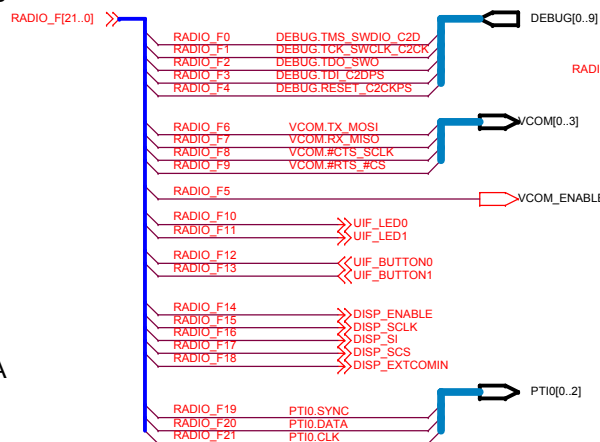 RADIO_F[21..0]
DEBUG[0..9]
RADIO_F0 DEBUG.TMS_SWDIO_C2D
RADIO_F1 DEBUG.TCK_SWCLK_C2CK
RADIO_F2 DEBUG.TDO_SWO
RADI
RADIO_F3 DEBUG.TDI_C2DPS
RADIO_F4 DEBUG.RESET_C2CKPS
VCOM[0..3]
RADIO_F6 VCOM.TX_MOSI
RADIO_F7 VCOM.RX_MISO
RADIO_F8 VCOM.#CTS_SCLK
RADIO_F9 VCOM.#RTS_#CS
RADIO_F5 VCOM_ENABLE
RADIO_F10 UIF_LED0
RADIO_F11 UIF_LED1
RADIO_F12 UIF_BUTTON0
RADIO_F13 UIF_BUTTON1
RADIO_F14 DISP_ENABLE
RADIO_F15 DISP_SCLK
RADIO_F16 DISP_SI
RADIO_F17 DISP_SCS
RADIO_F18 DISP_EXTCOMIN
A
PTI0[0..2]
RADIO_F19 PTI0.SYNC
RADIO_F20 PTI0.DATA
RADIO_F21 PTI0.CLK